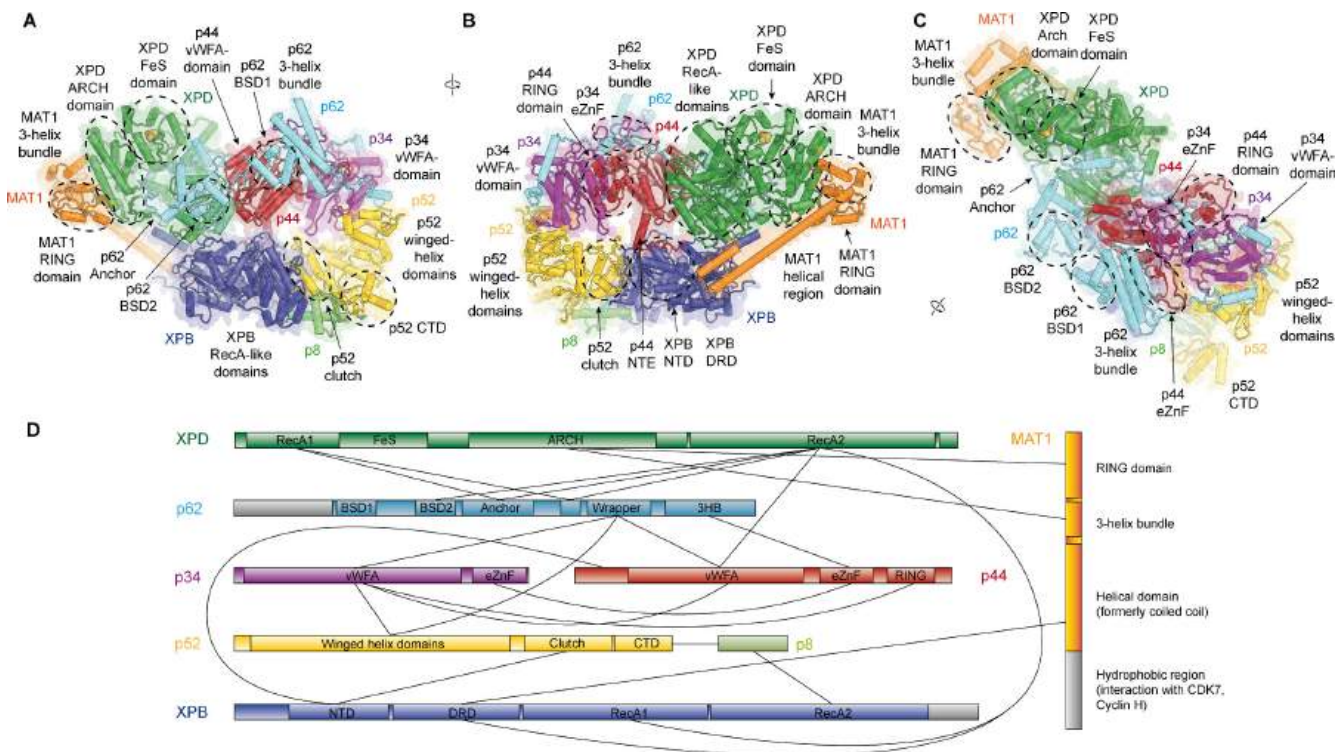 A
p44
vWFA-
domain
p62
3-helix
bundle
XPD
FeS
domain
p62
BSD1
XPD
ARCH
domain
XPD
p62
MAT1
3-helix
bundle
p34
p34
vWFA-
domain
MAT1
p52
p44
MAT1
RING
domain
p62
Anchor
p62
BSD2
p52
winged-
helix
domains
XPB
XPB
RecA-like
domains
p8
p52
clutch
p52 CTD
B
XPD
FeS
domain
p62
3-helix
bundle
XPD
RecA-
like
domains
p44
RING
domain
p34
eZnF
p62
XPD
XPD
ARCH
domain
p34
p44
MAT1
3-helix
bundle
p34
vWFA-
domain
p52
MAT1
p52
winged-
helix
domains
MAT1
helical
region
MAT1
RING
domain
p8
p52
clutch
p44
NTE
XPB
NTD
XPB
DRD
XPB
C
MAT1
XPD
Arch
domain
XPD
FeS
domain
MAT1
3-helix
bundle
XPD
MAT1
RING
domain
p34
eZnF
p44
RING
domain
p34
vWFA-
domain
p44
p34
p62
Anchor
p62
p62
BSD2
p62
BSD1
p62
3-helix
bundle
p8
p44
eZnF
p52
winged-
helix
domains
p52
p52
CTD
D
XPD RecA1 FeS ARCH RecA2 MAT1
RING domain
p62 BSD1 BSD2 Anchor Wrapper 3HB
3-helix bundle
p34 vWFA eZnF vWFA eZnF RING p44
Helical domain
(formerly coiled coil)
p52 Winged helix domains Clutch CTD p8
Hydrophobic region
(interaction with CDK7,
Cyclin H)
XPB NTD DRD RecA1 RecA2